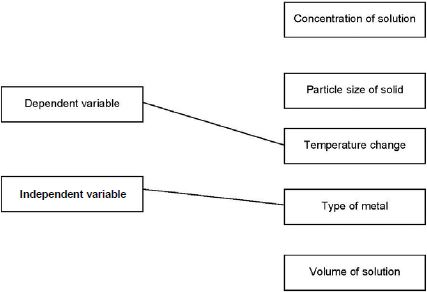 Concentration of solution
Particle size of solid
Dependent variable
Temperature change
Independent variable
Type of metal
Volume of solution